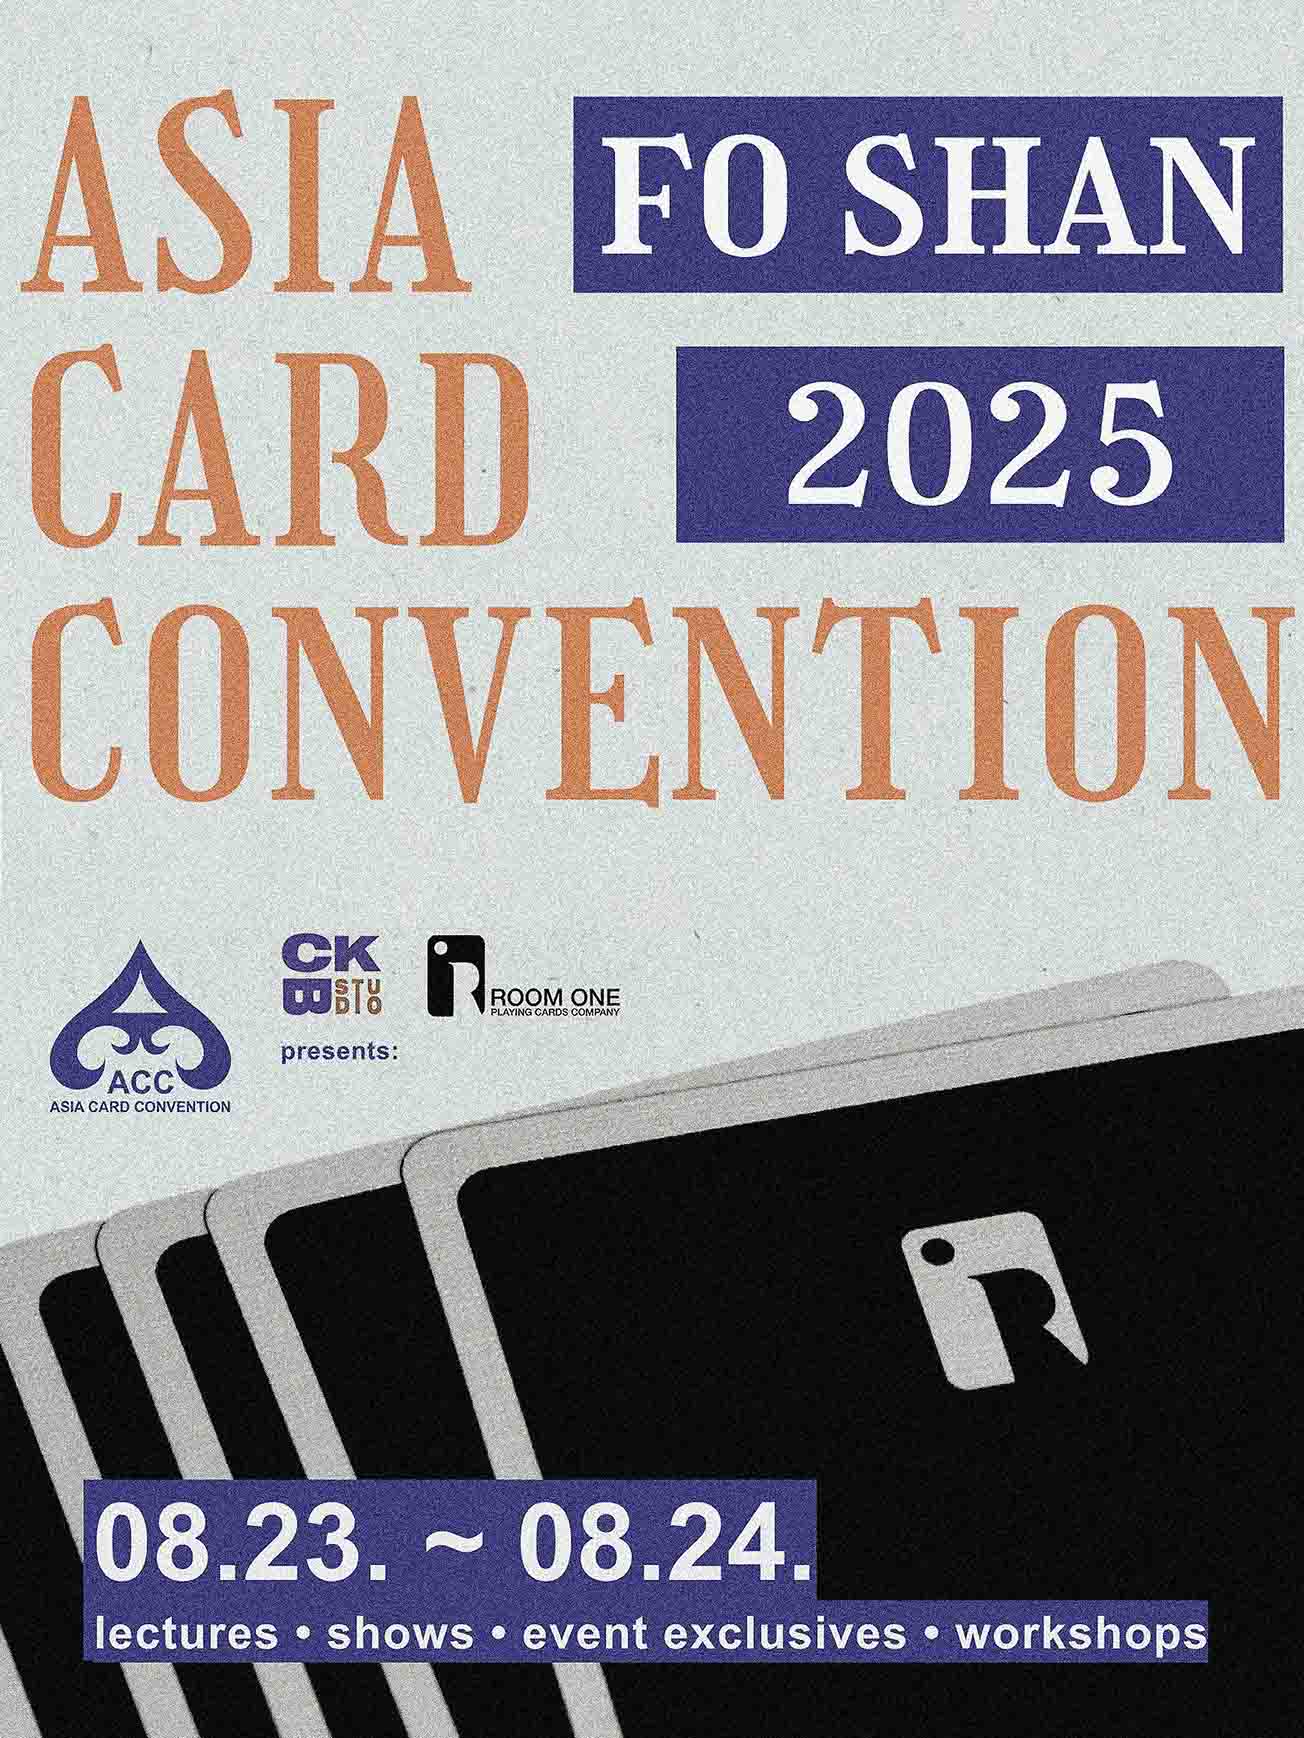 ASIA
FO SHAN
CARD
2025
CONVENTION
ACC
ASIA CARD CONVENTION
CK
B STU
DIO
presents:
R ROOM ONE
PLAYING CARDS COMPANY
R
08.23. ~ 08.24.
lectures • shows • event exclusives • workshops